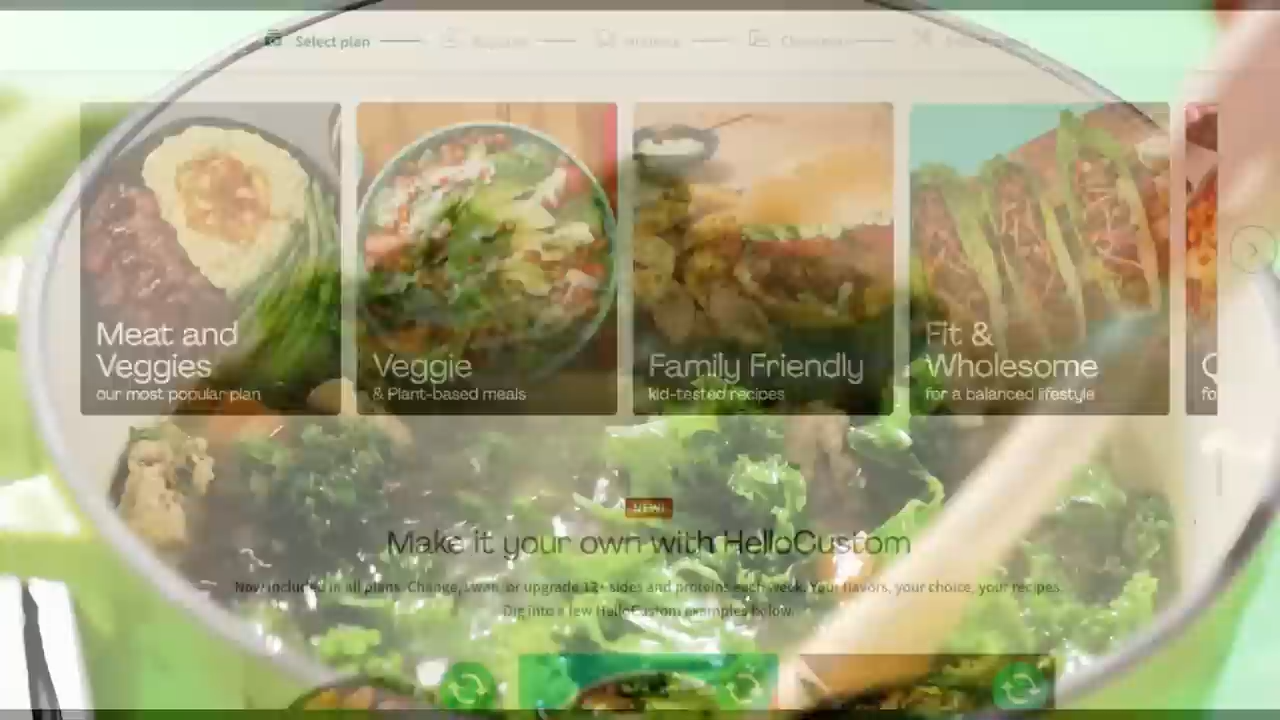 Select plan
Meat and
Veggies
our most popular plan
Veggie
& Plant-based meals
Family Friendly
kid-tested recipes
Fit &
Wholesome
for a balanced lifestyle
NEW!
Make it your own with HelloCustom
Now included in all plans. Change, swap, or upgrade 12+ sides and proteins each week. Your flavors, your choice, your recipes.
Dig into a few HelloCustom examples below.